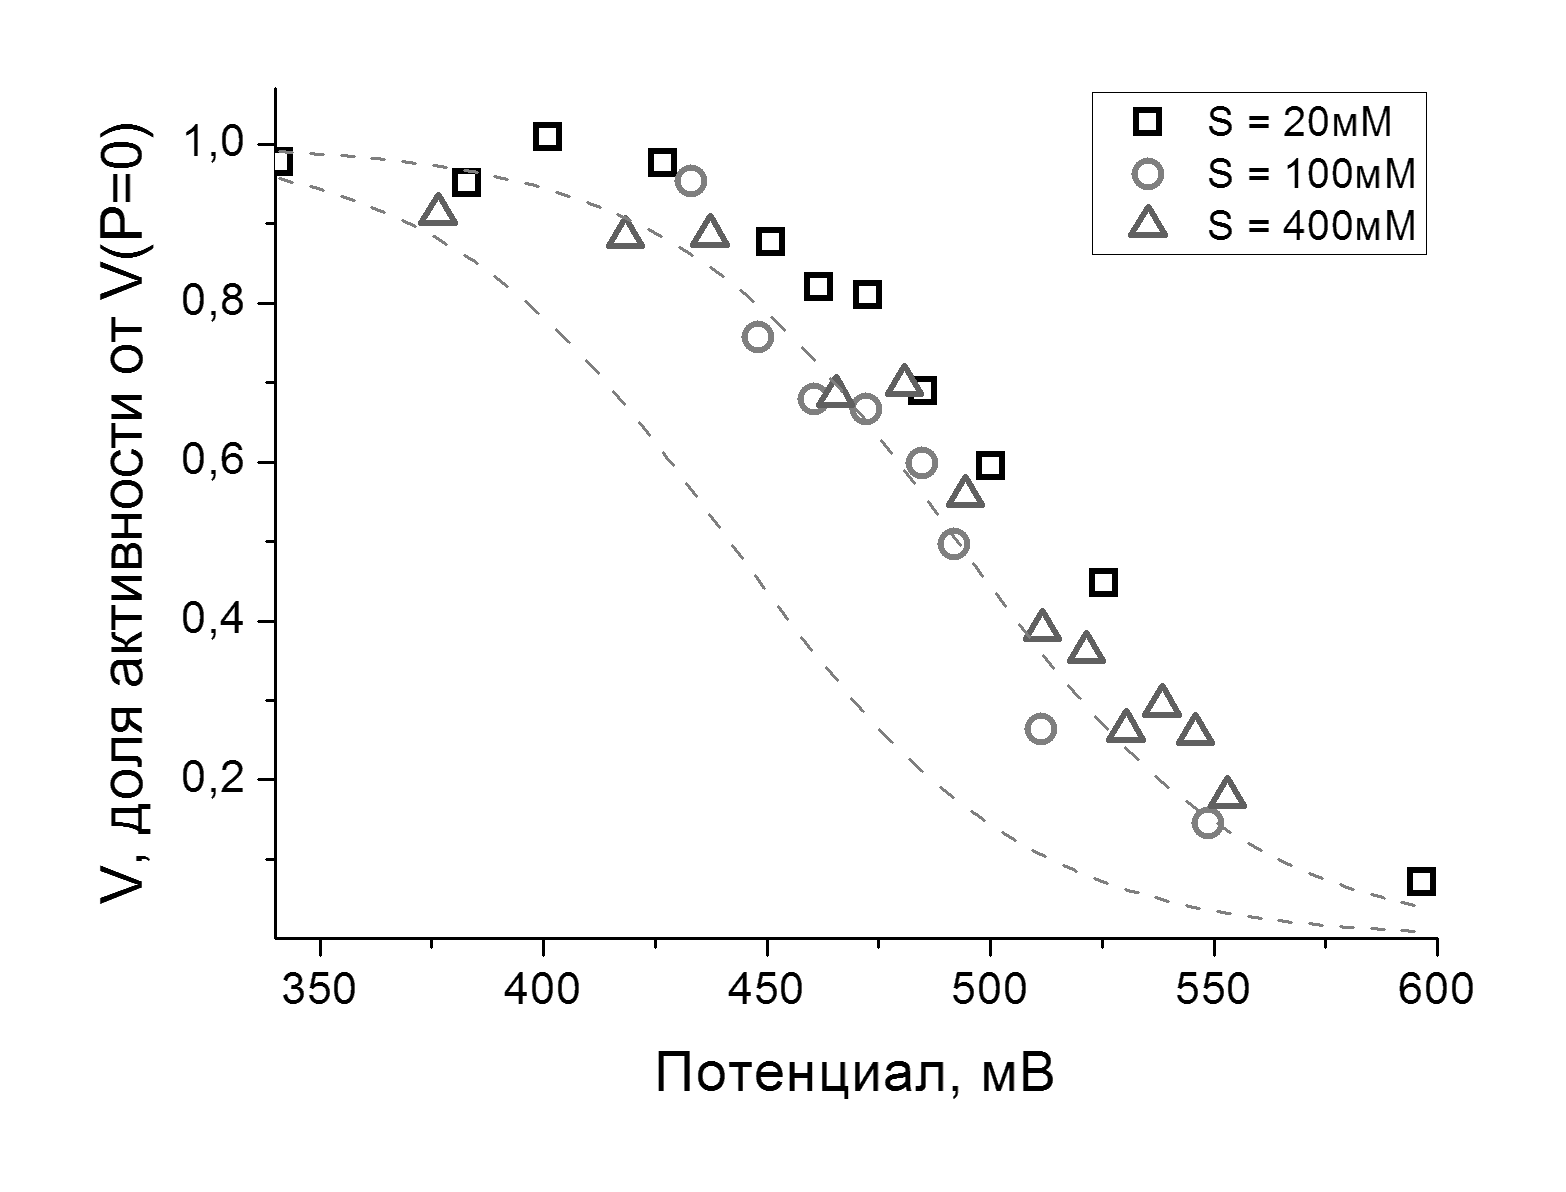 V, доля активности от V(P=0)
1,0
0,8
0,6
0,4
0,2
S = 20мМ
S = 100мМ
S = 400мМ
350 400 450 500 550 600
Потенциал, мВ